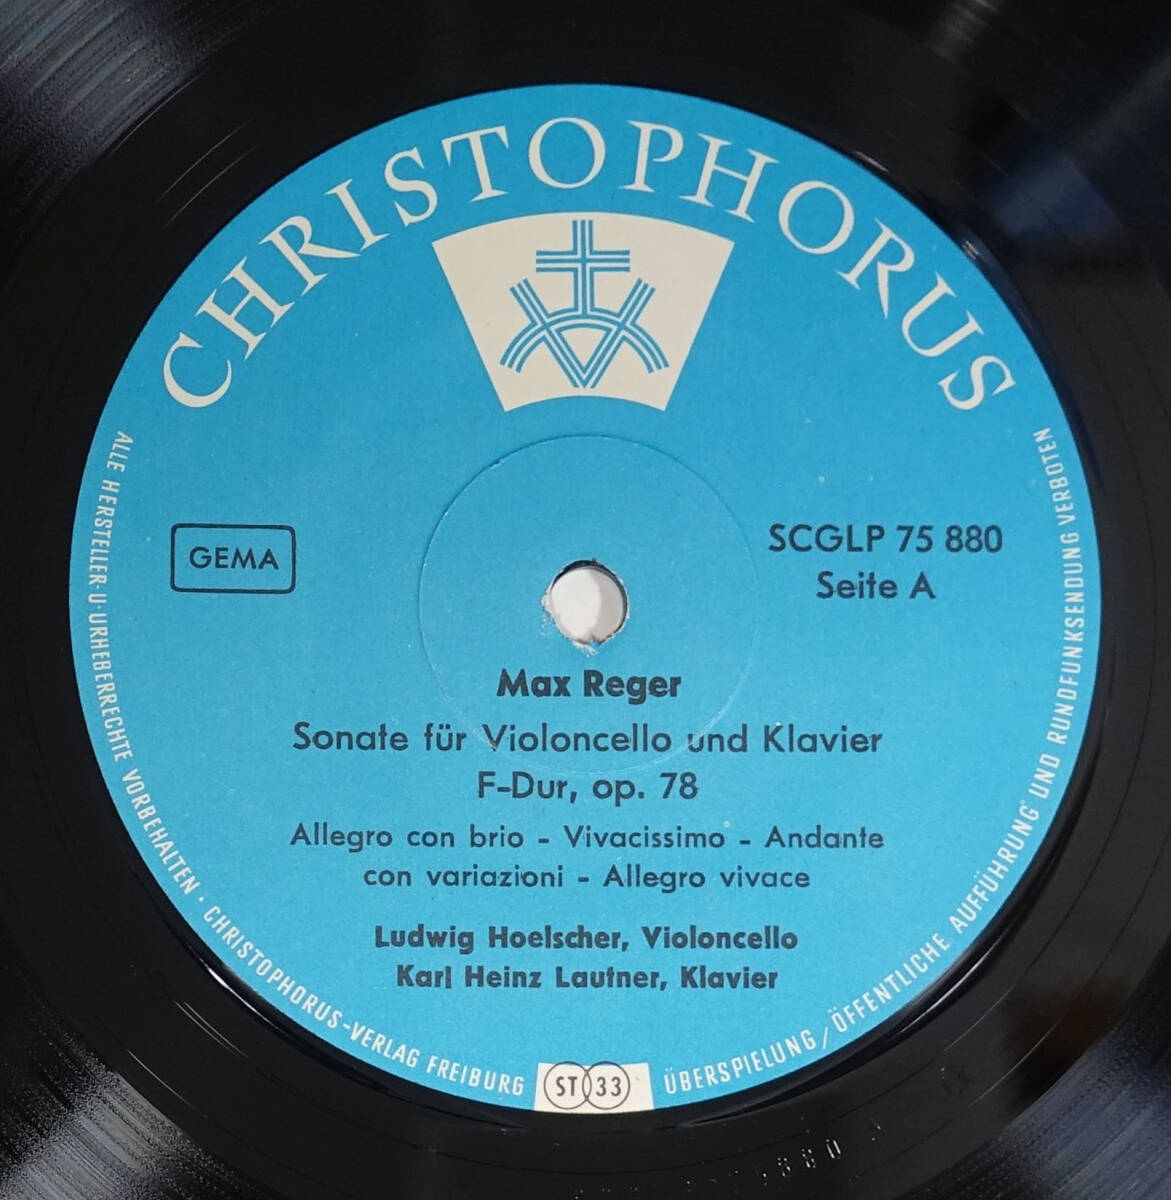 CHRISTOPHORUS
GEMA
SCGLP 75 880
Seite A
Max Reger
Sonate für Violoncello und Klavier
F-Dur, op. 78
Allegro con brio - Vivacissimo - Andante
con variazioni - Allegro vivace
Ludwig Hoelscher, Violoncello
Karl Heinz Lautner, Klavier
ALLE HERSTELLER-U·URHEBERRECHTE VORBEHALTEN · CHRISTOPHORUS-VERLAG FREIBURG
ST 33
ÜBERSPIELUNG/ÖFFENTLICHE AUFFÜHRUNG UND RUNDFUNKSENDUNG VERBOTEN